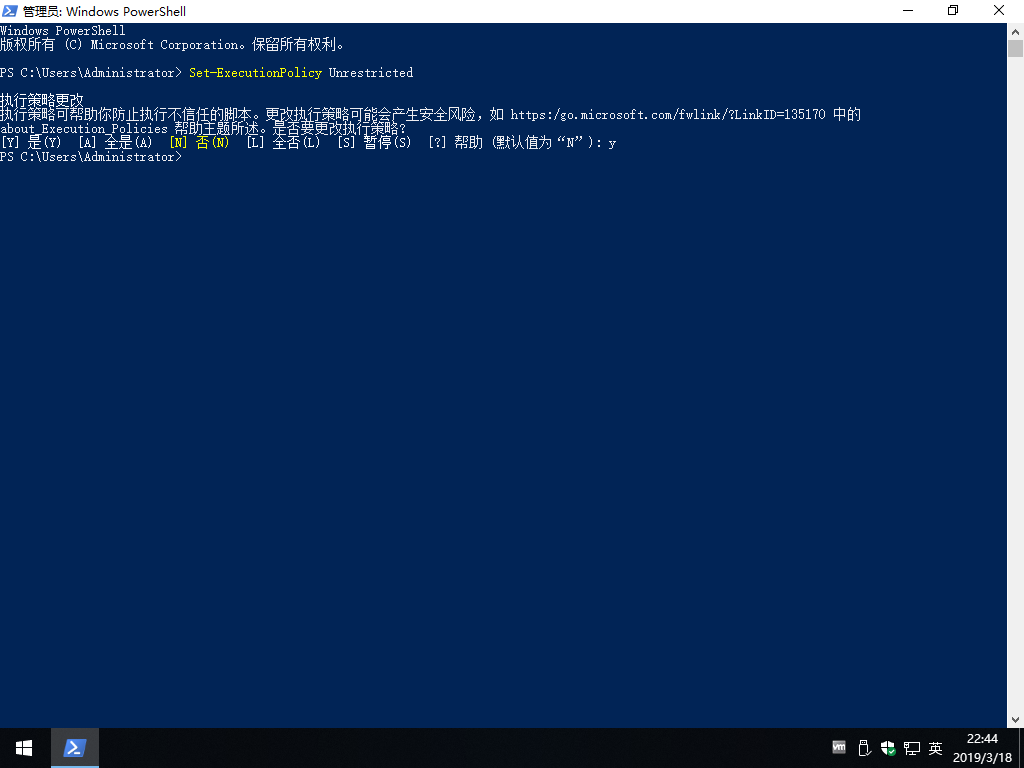 管理员: Windows PowerShell
Windows PowerShell
版权所有 (C) Microsoft Corporation。保留所有权利。
PS C:\Users\Administrator> Set-ExecutionPolicy Unrestricted
执行策略更改
执行策略可帮助你防止执行不信任的脚本。更改执行策略可能会产生安全风险，如 https:/go.microsoft.com/fwlink/?LinkID=135170 中的
about_Execution_Policies 帮助主题所述。是否要更改执行策略?
[Y] 是(Y)  [A] 全是(A)  [N] 否(N)  [L] 全否(L)  [S] 暂停(S)  [?] 帮助 (默认值为“N”): y
PS C:\Users\Administrator>
vm
英
22:44
2019/3/18